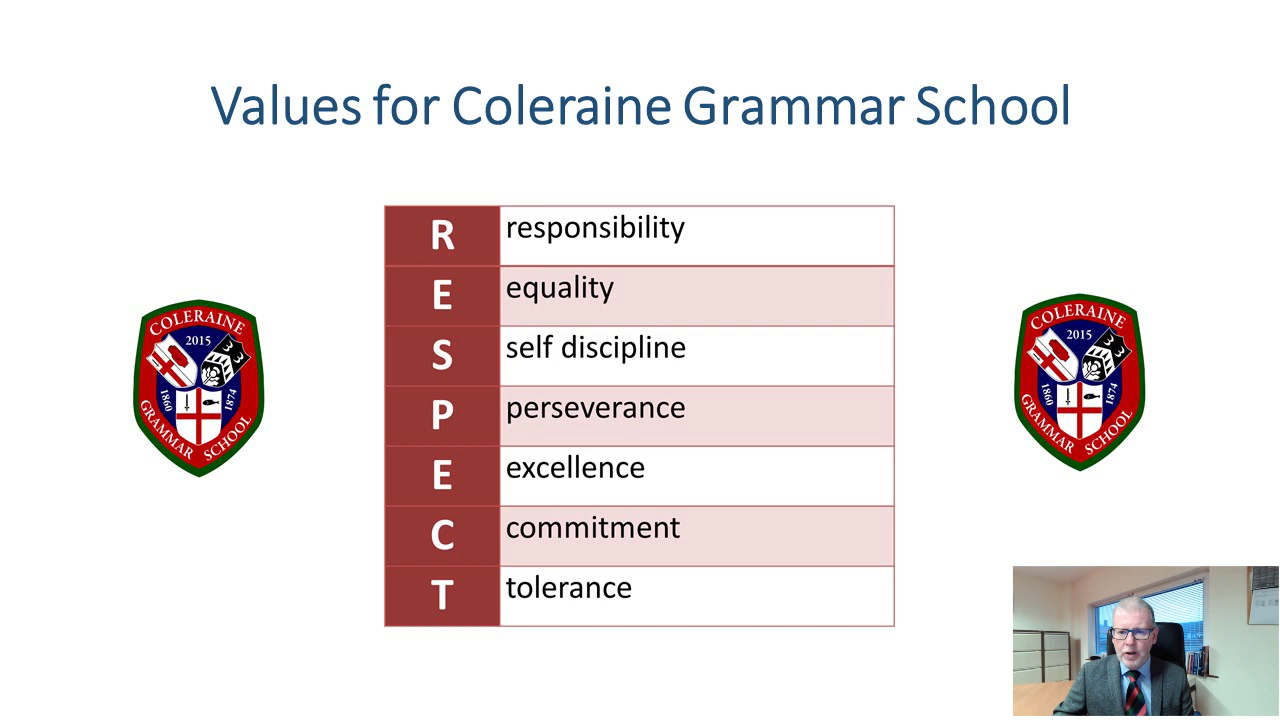 Values for Coleraine Grammar School
R responsibility
E equality
S self discipline
P perseverance
E excellence
C commitment
T tolerance
COLERAINE
2015
1860
1874
GRAMMAR SCHOOL
COLERAINE
2015
1860
1874
GRAMMAR SCHOOL